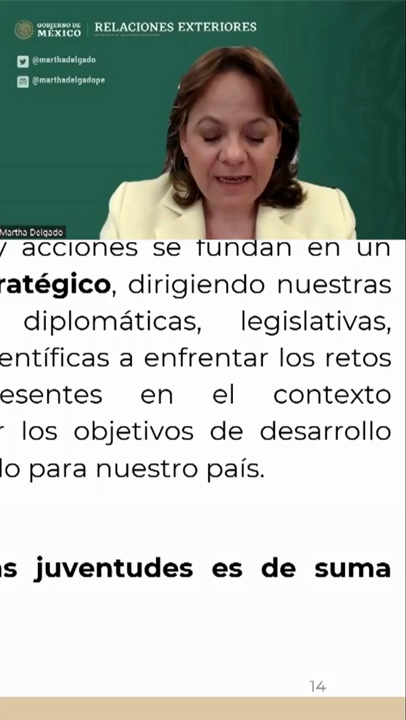 GOBIERNO DE
MÉXICO
RELACIONES EXTERIORES
@marthadelgado
@marthadelgadope
Martha Delgado
y acciones se fundan en un
ratégico, dirigiendo nuestras
diplomáticas, legislativas,
entíficas a enfrentar los retos
esentes en el contexto
r los objetivos de desarrollo
lo para nuestro país.
as juventudes es de suma
14